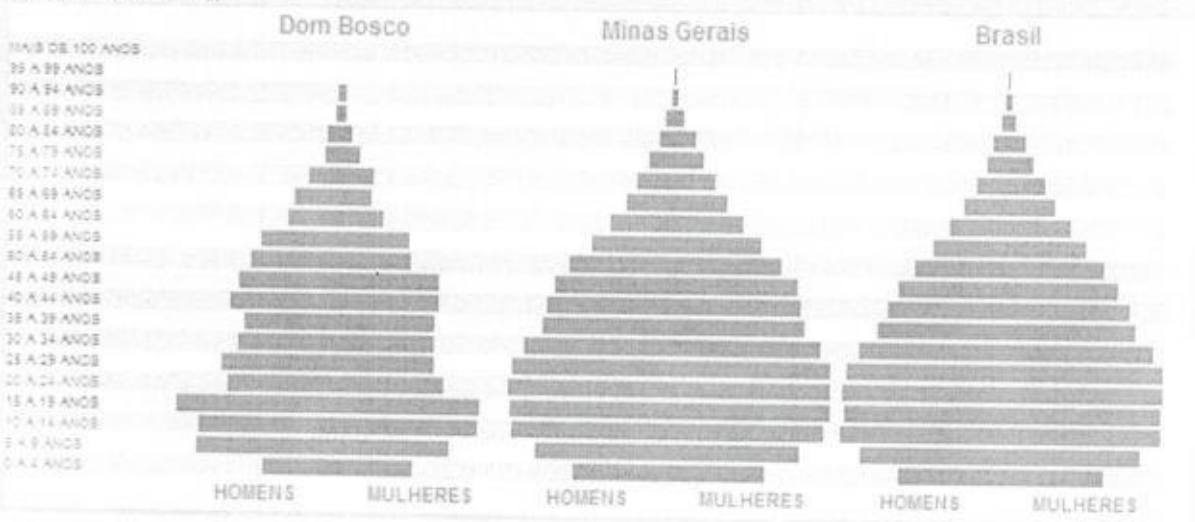 Dom Bosco
Minas Gerais
Brasil
MAIS DE 100 ANOS
95 A 99 ANOS
90 A 94 ANOS
85 A 89 ANOS
80 A 84 ANOS
75 A 79 ANOS
70 A 74 ANOS
65 A 69 ANOS
60 A 64 ANOS
55 A 59 ANOS
50 A 54 ANOS
45 A 49 ANOS
40 A 44 ANOS
35 A 39 ANOS
30 A 34 ANOS
25 A 29 ANOS
20 A 24 ANOS
15 A 19 ANOS
10 A 14 ANOS
5 A 9 ANOS
0 A 4 ANOS
HOMENS MULHERES
HOMENS MULHERES
HOMENS MULHERES